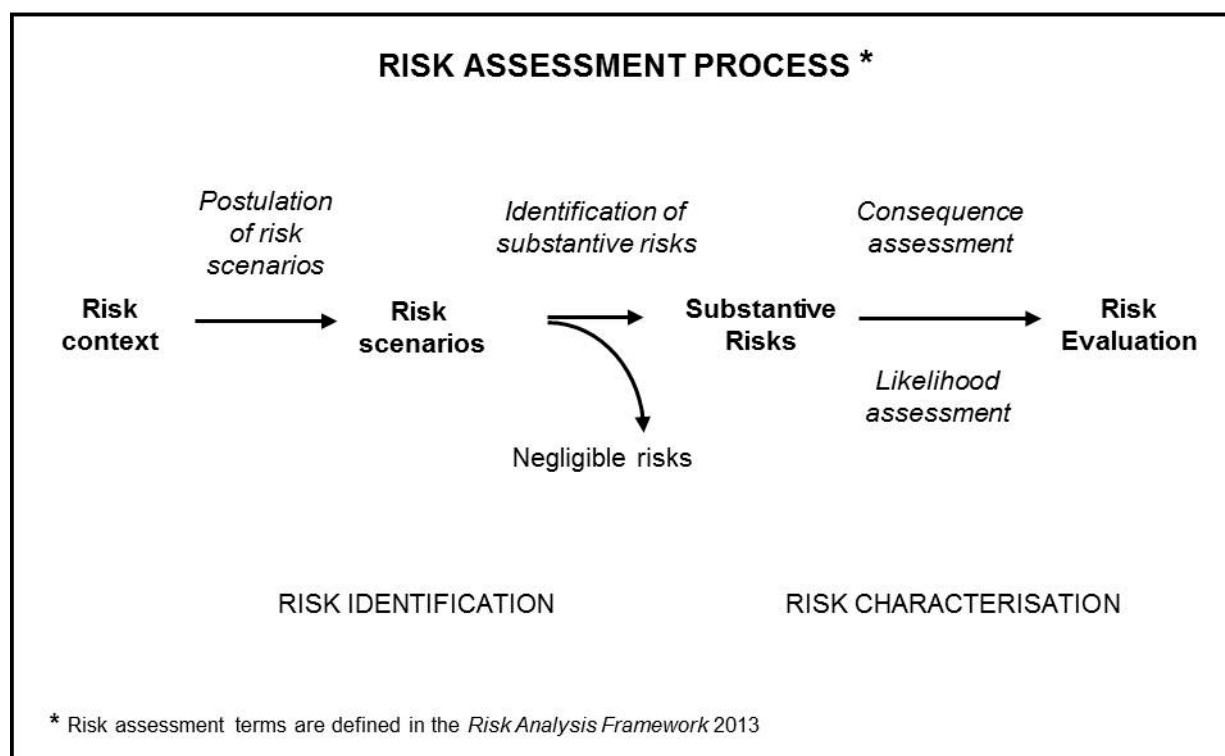 RISK ASSESSMENT PROCESS *
Postulation
of risk
scenarios
Identification of
substantive risks
Consequence
assessment
Risk
context
Risk
scenarios
Substantive
Risks
Risk
Evaluation
Likelihood
assessment
Negligible risks
RISK IDENTIFICATION
RISK CHARACTERISATION
* Risk assessment terms are defined in the Risk Analysis Framework 2013